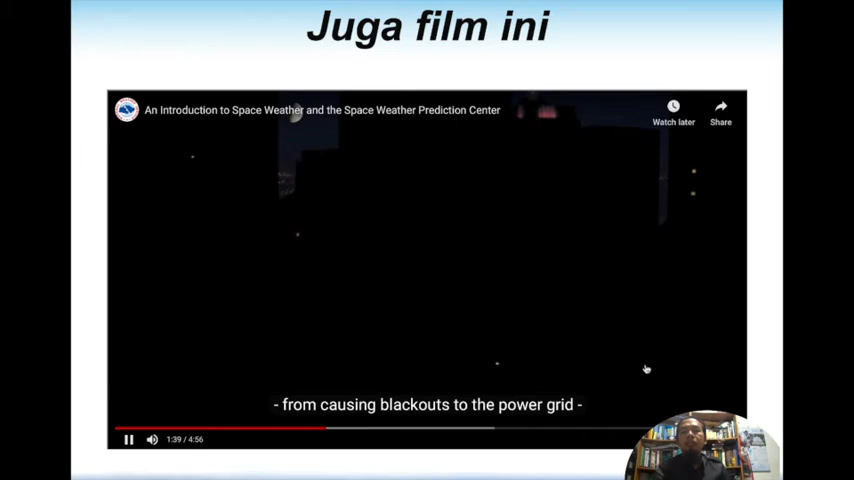 Juga film ini
An Introduction to Space Weather and the Space Weather Prediction Center
Watch later
Share
- from causing blackouts to the power grid -
1:39 / 4:56